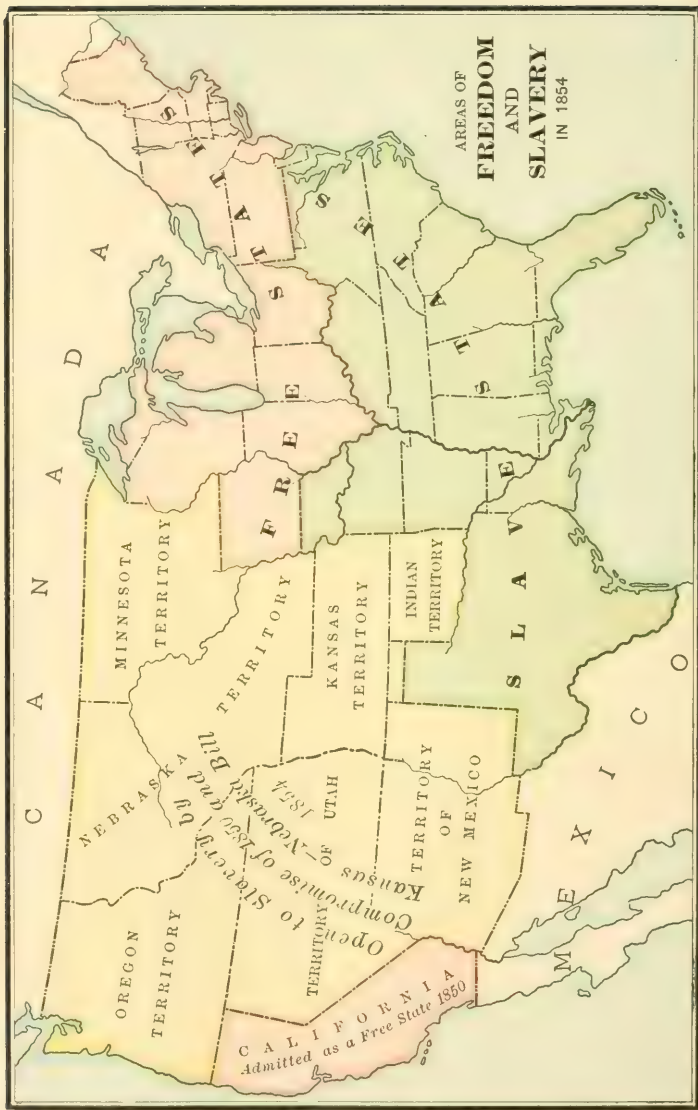 AREAS OF
FREEDOM
AND
SLAVERY
IN 1854
CANADA
OREGON
TERRITORY
NEBRASKA
TERRITORY
MINNESOTA
TERRITORY
Open to Slavery by
Compromise of 1850 and
Kansas—Nebraska Bill
1854
TERRITORY OF UTAH
KANSAS
TERRITORY
CALIFORNIA
Admitted as a Free State 1850
TERRITORY
OF
NEW MEXICO
INDIAN
TERRITORY
FREE STATES
SLAVE STATES
MEXICO